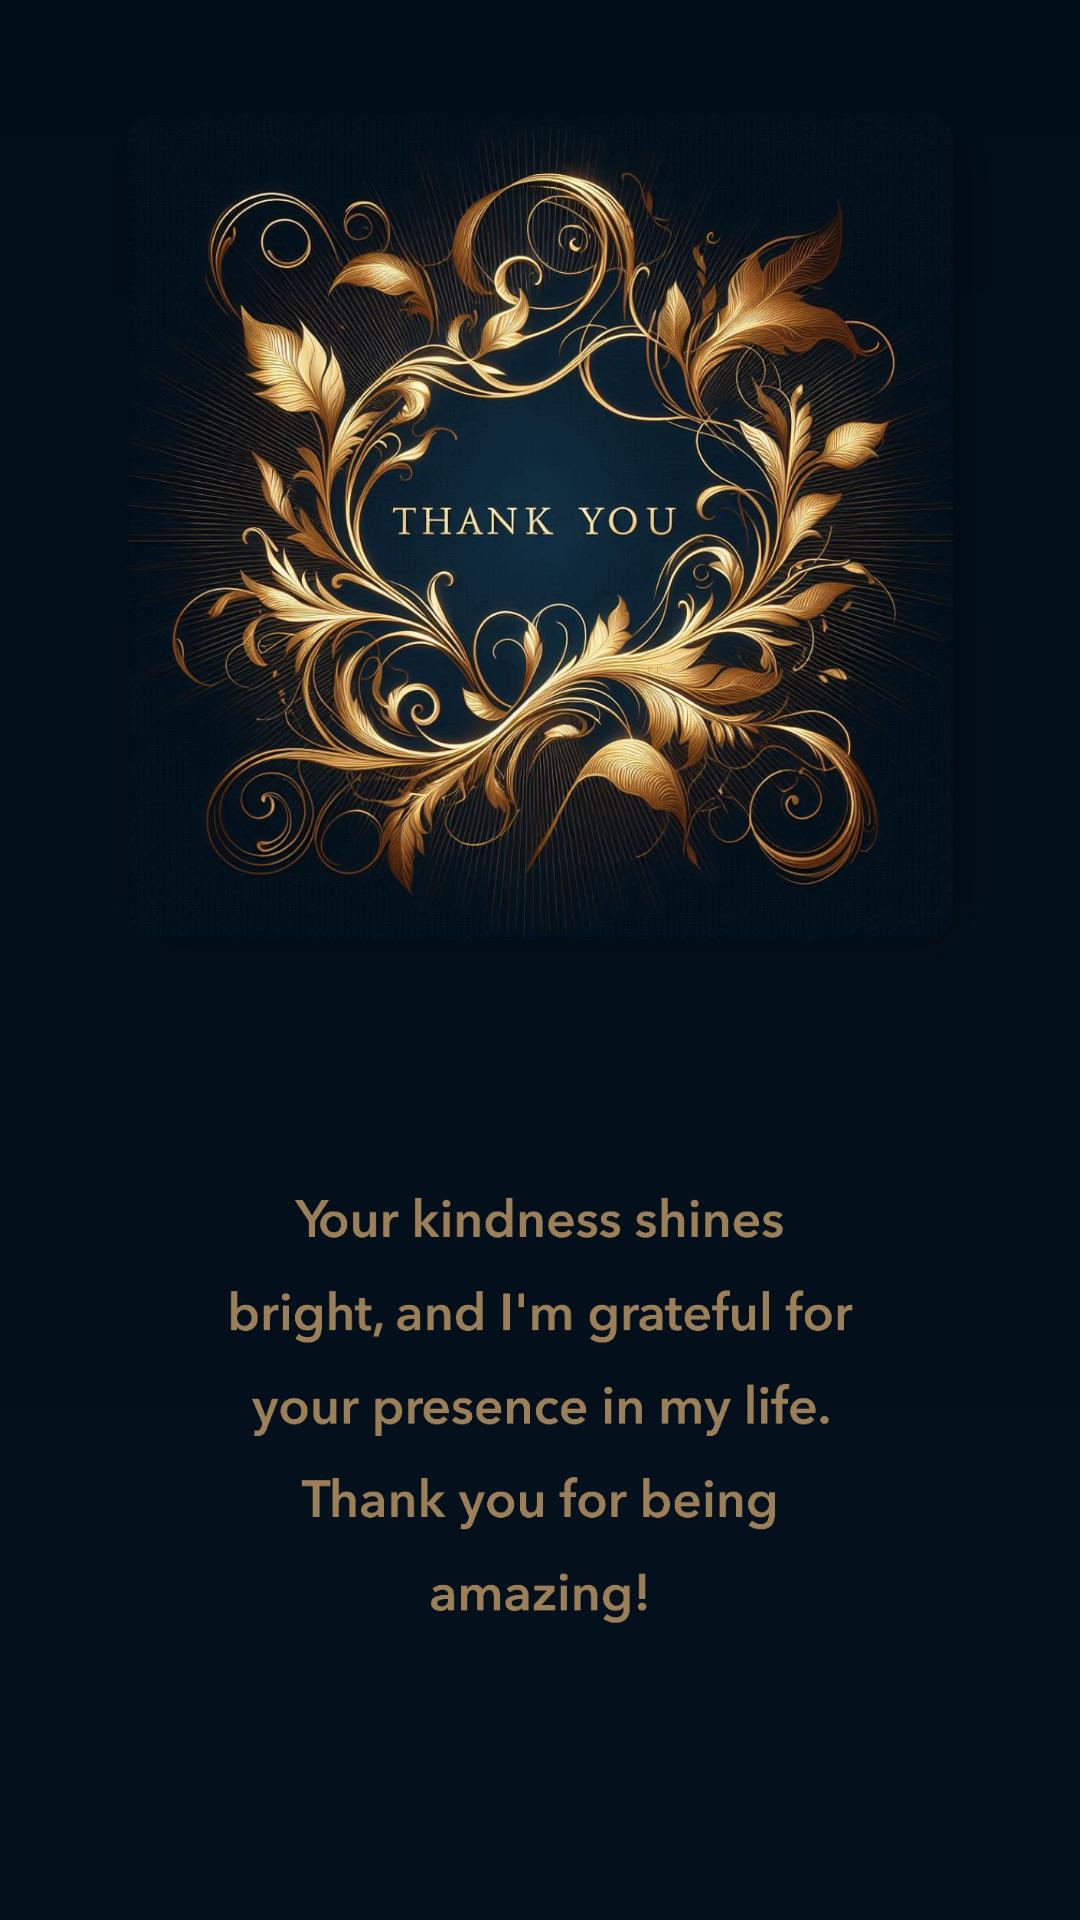 THANK YOU
Your kindness shines
bright, and I'm grateful for
your presence in my life.
Thank you for being
amazing!